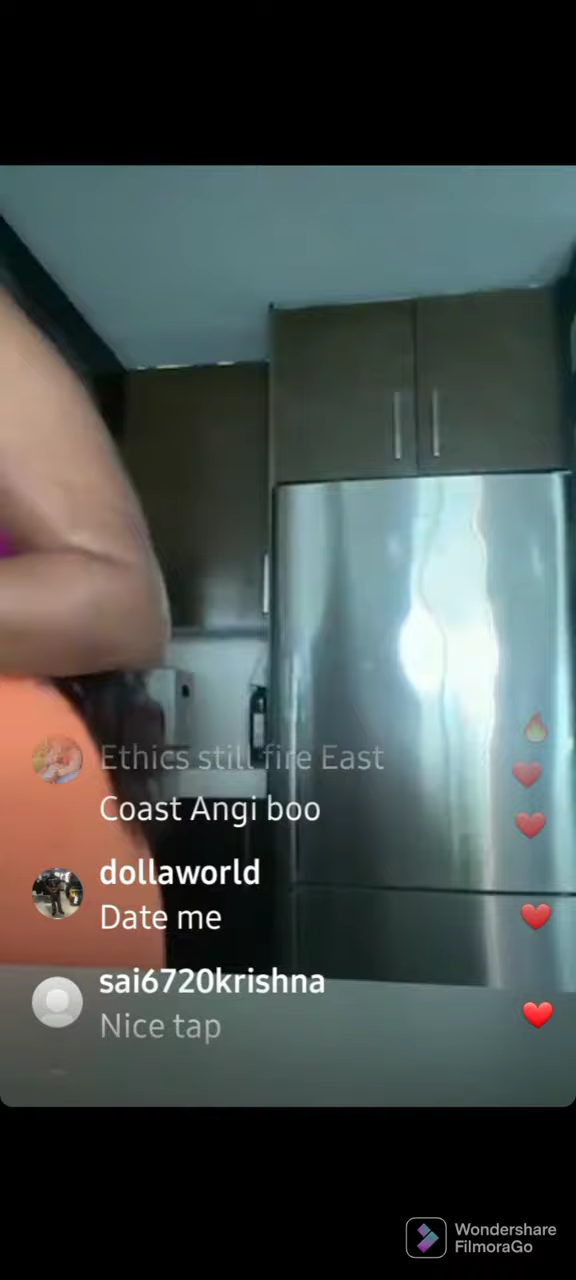 Ethics still fire East
Coast Angi boo
dollaworld
Date me
sai6720krishna
Nice tap
Wondershare
FilmoraGo